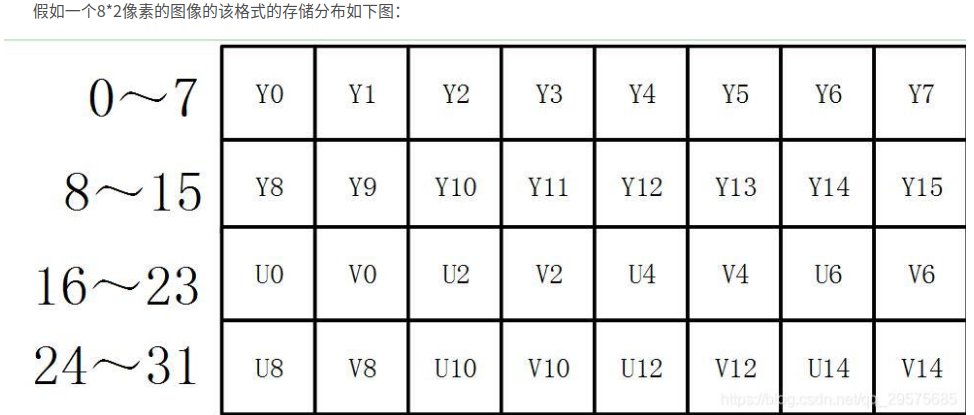 假如一个8*2像素的图像的该格式的存储分布如下图：
0～7 Y0 Y1 Y2 Y3 Y4 Y5 Y6 Y7
8～15 Y8 Y9 Y10 Y11 Y12 Y13 Y14 Y15
16～23 U0 V0 U2 V2 U4 V4 U6 V6
24～31 U8 V8 U10 V10 U12 V12 U14 V14
https://blog.csdn.net/qq_29575685